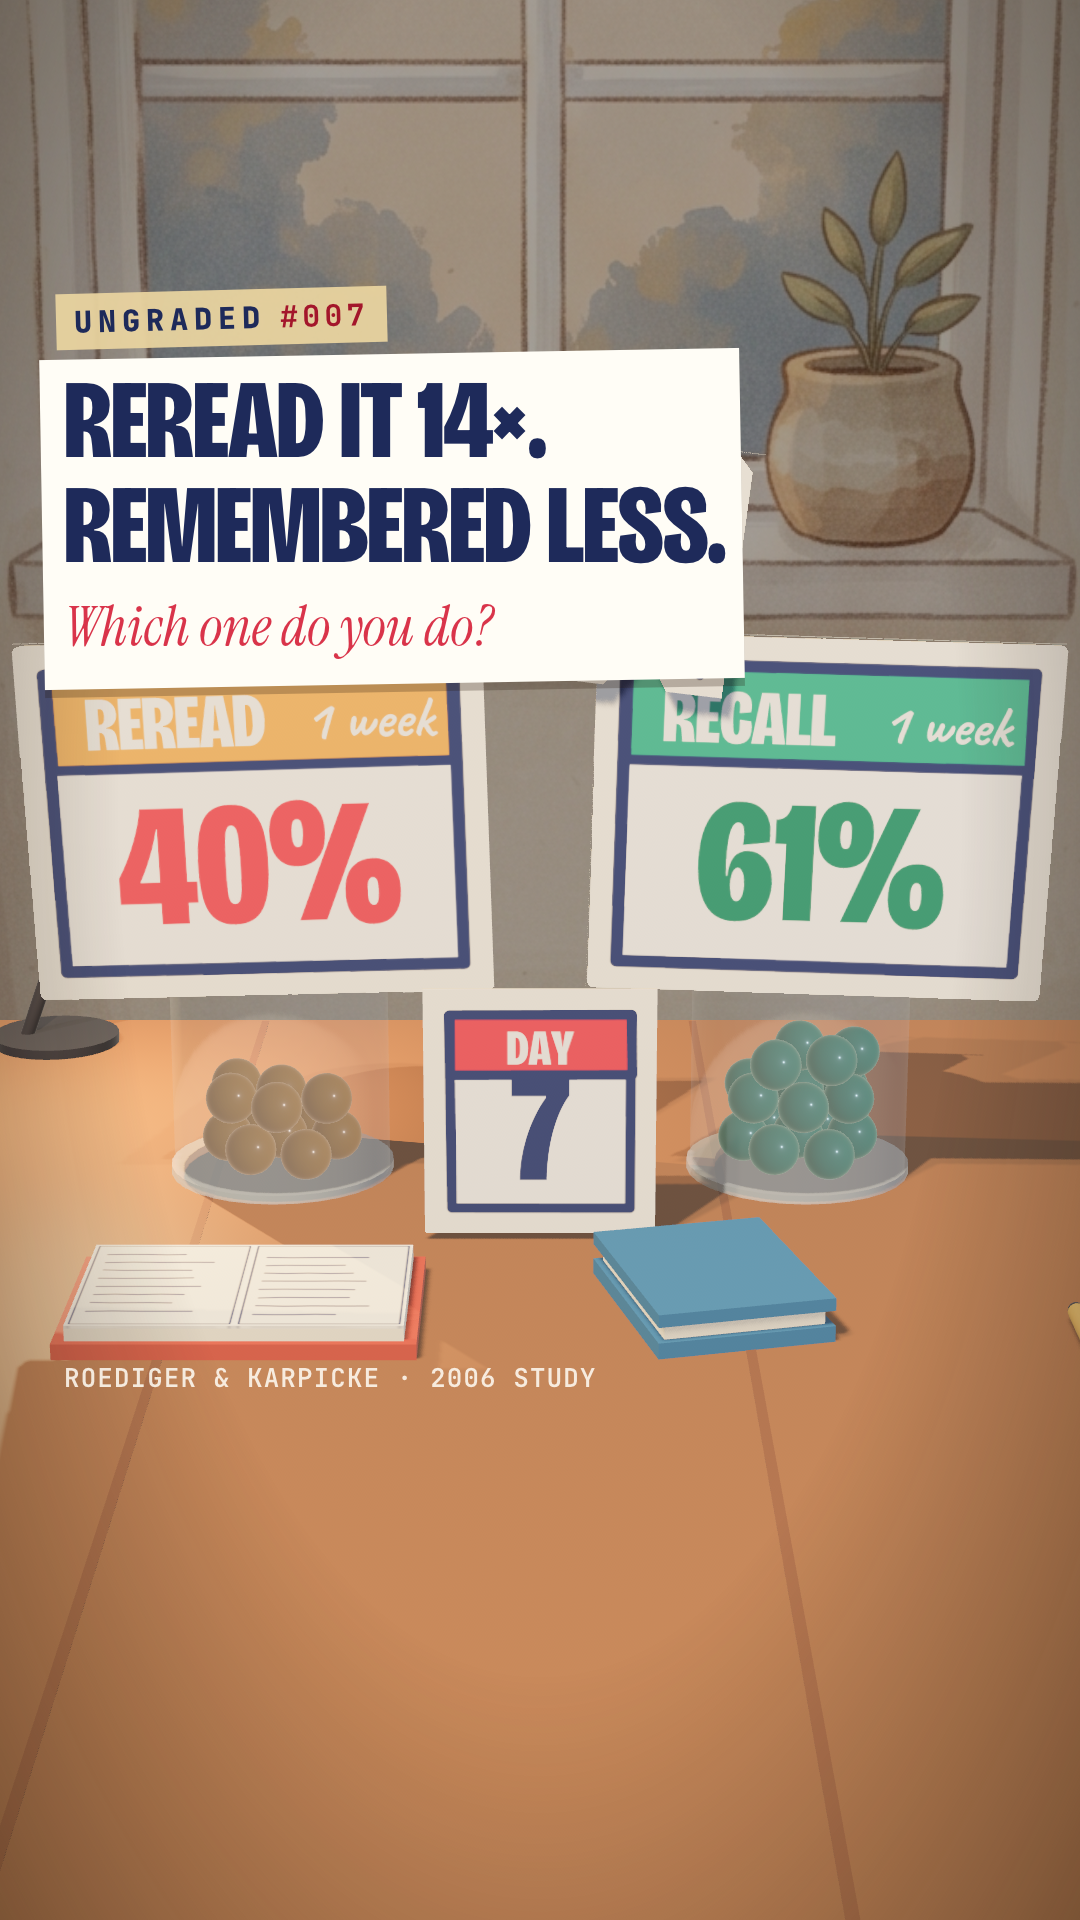 UNGRADED #007
REREAD IT 14×.
REMEMBERED LESS.
Which one do you do?
REREAD 1 week
40%
RECALL 1 week
61%
DAY
7
ROEDIGER & KARPICKE · 2006 STUDY